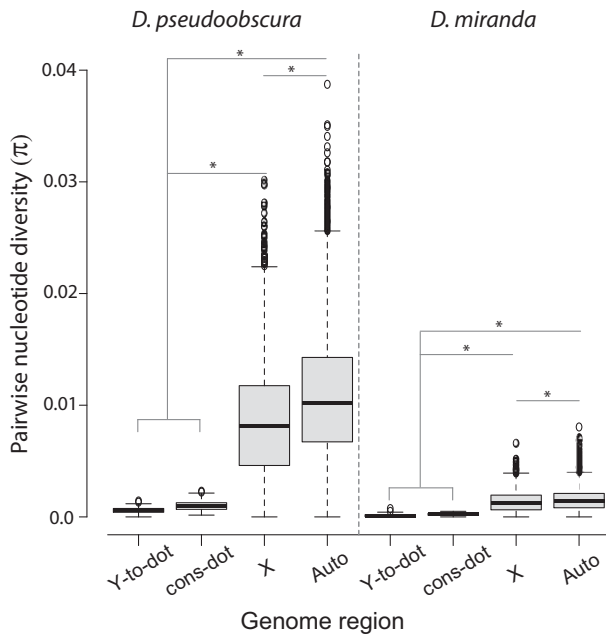 D. pseudoobscura
D. miranda
Pairwise nucleotide diversity (π)
0.04
0.03
0.02
0.01
0.0
*
*
*
*
*
*
Y-to-dot
cons-dot
X
Auto
Y-to-dot
cons-dot
X
Auto
Genome region